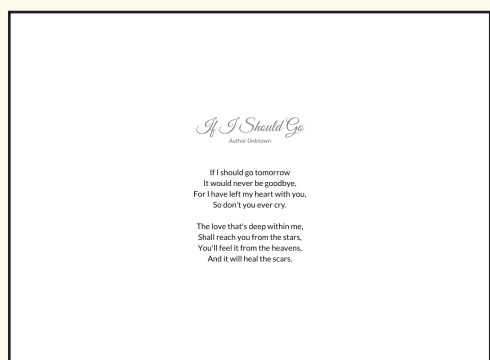 If I Should Go
Author Unknown
If I should go tomorrow
It would never be goodbye,
For I have left my heart with you,
So don't you ever cry.
The love that's deep within me,
Shall reach you from the stars,
You'll feel it from the heavens,
And it will heal the scars.